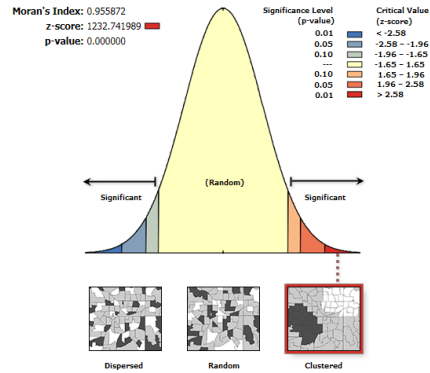 Moran's Index: 0.955872
z-score: 1232.741989
p-value: 0.000000
Significance Level (p-value)
Critical Value (z-score)
0.01 < -2.58
0.05 -2.58 – -1.96
0.10 -1.96 – -1.65
--- -1.65 – 1.65
0.10 1.65 – 1.96
0.05 1.96 – 2.58
0.01 > 2.58
(Random)
Significant Significant
Dispersed Random Clustered